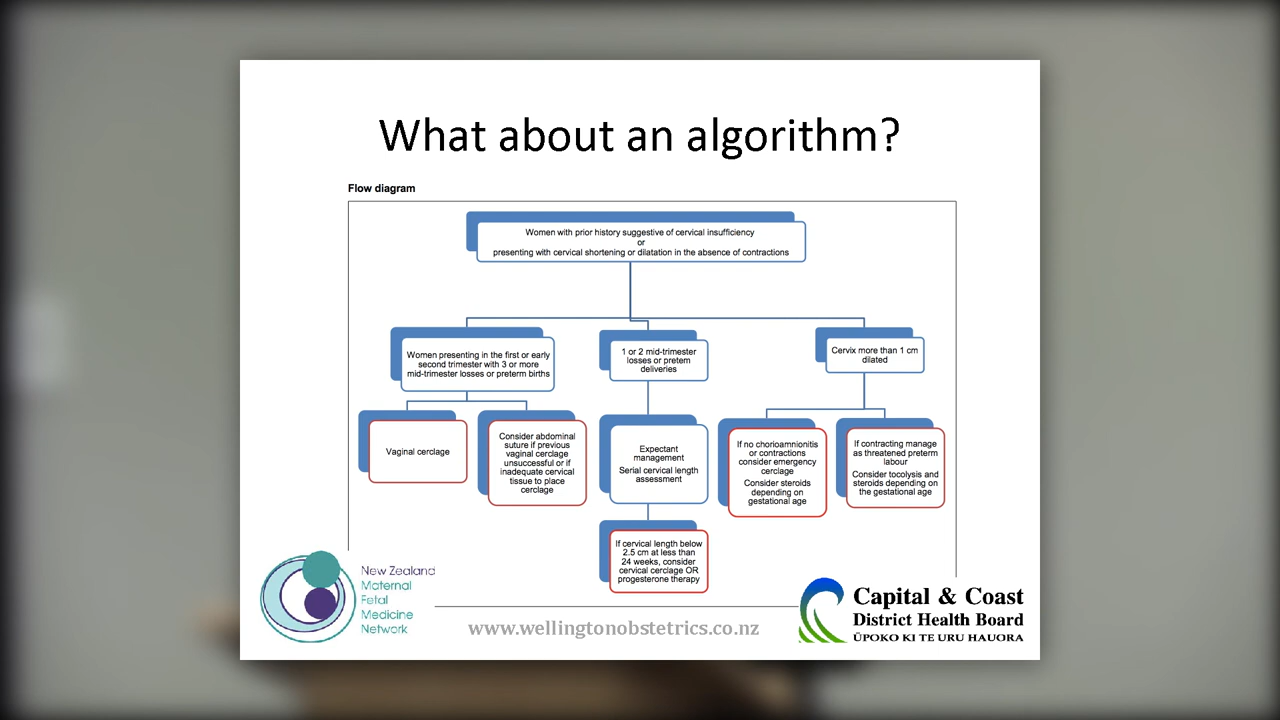 What about an algorithm?
Flow diagram
Women with prior history suggestive of cervical insufficiency
or
presenting with cervical shortening or dilatation in the absence of contractions
Women presenting in the first or early
second trimester with 3 or more
mid-trimester losses or preterm births
1 or 2 mid-trimester
losses or pretem
deliveries
Cervix more than 1 cm
dilated
Vaginal cerclage
Consider abdominal
suture if previous
vaginal cerclage
unsuccessful or if
inadequate cervical
tissue to place
cerclage
Expectant
management
Serial cervical length
assessment
If no chorioamnionitis
or contractions
consider emergency
cerclage
Consider steroids
depending on
gestational age
If contracting manage
as threatened preterm
labour
Consider tocolysis and
steroids depending on
the gestational age
If cervical length below
2.5 cm at less than
24 weeks, consider
cervical cerclage OR
progesterone therapy
New Zealand
Maternal
Fetal
Medicine
Network
www.wellingtonobstetrics.co.nz
Capital & Coast
District Health Board
ŪPOKO KI TE URU HAUORA